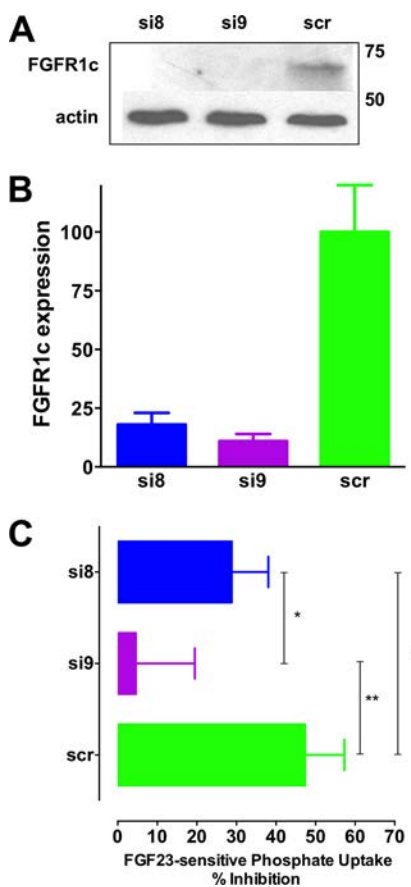 A
si8 si9 scr
FGFR1c
75
50
actin
B
FGFR1c expression
100
75
50
25
0
si8 si9 scr
C
si8
si9
scr
*
**
0 10 20 30 40 50 60 70
FGF23-sensitive Phosphate Uptake
% Inhibition